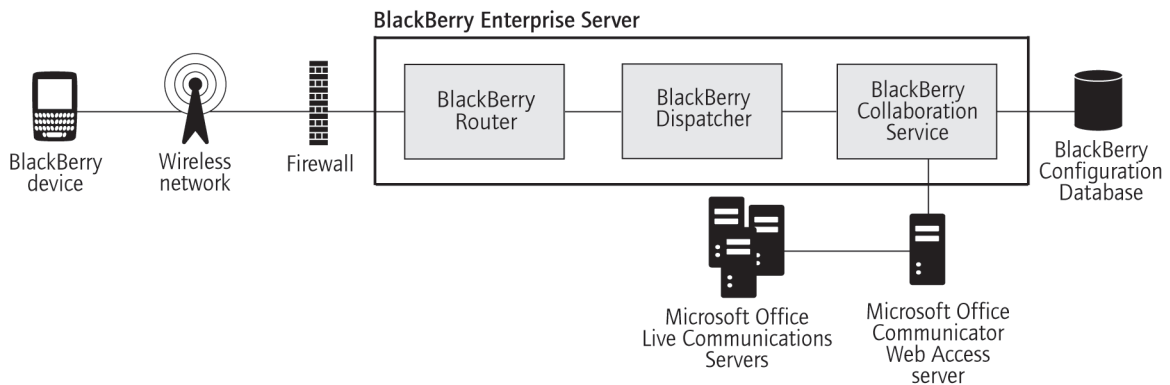 BlackBerry Enterprise Server
BlackBerry
Router
BlackBerry
Dispatcher
BlackBerry
Collaboration
Service
BlackBerry
device
Wireless
network
Firewall
BlackBerry
Configuration
Database
Microsoft Office
Live Communications
Servers
Microsoft Office
Communicator
Web Access
server